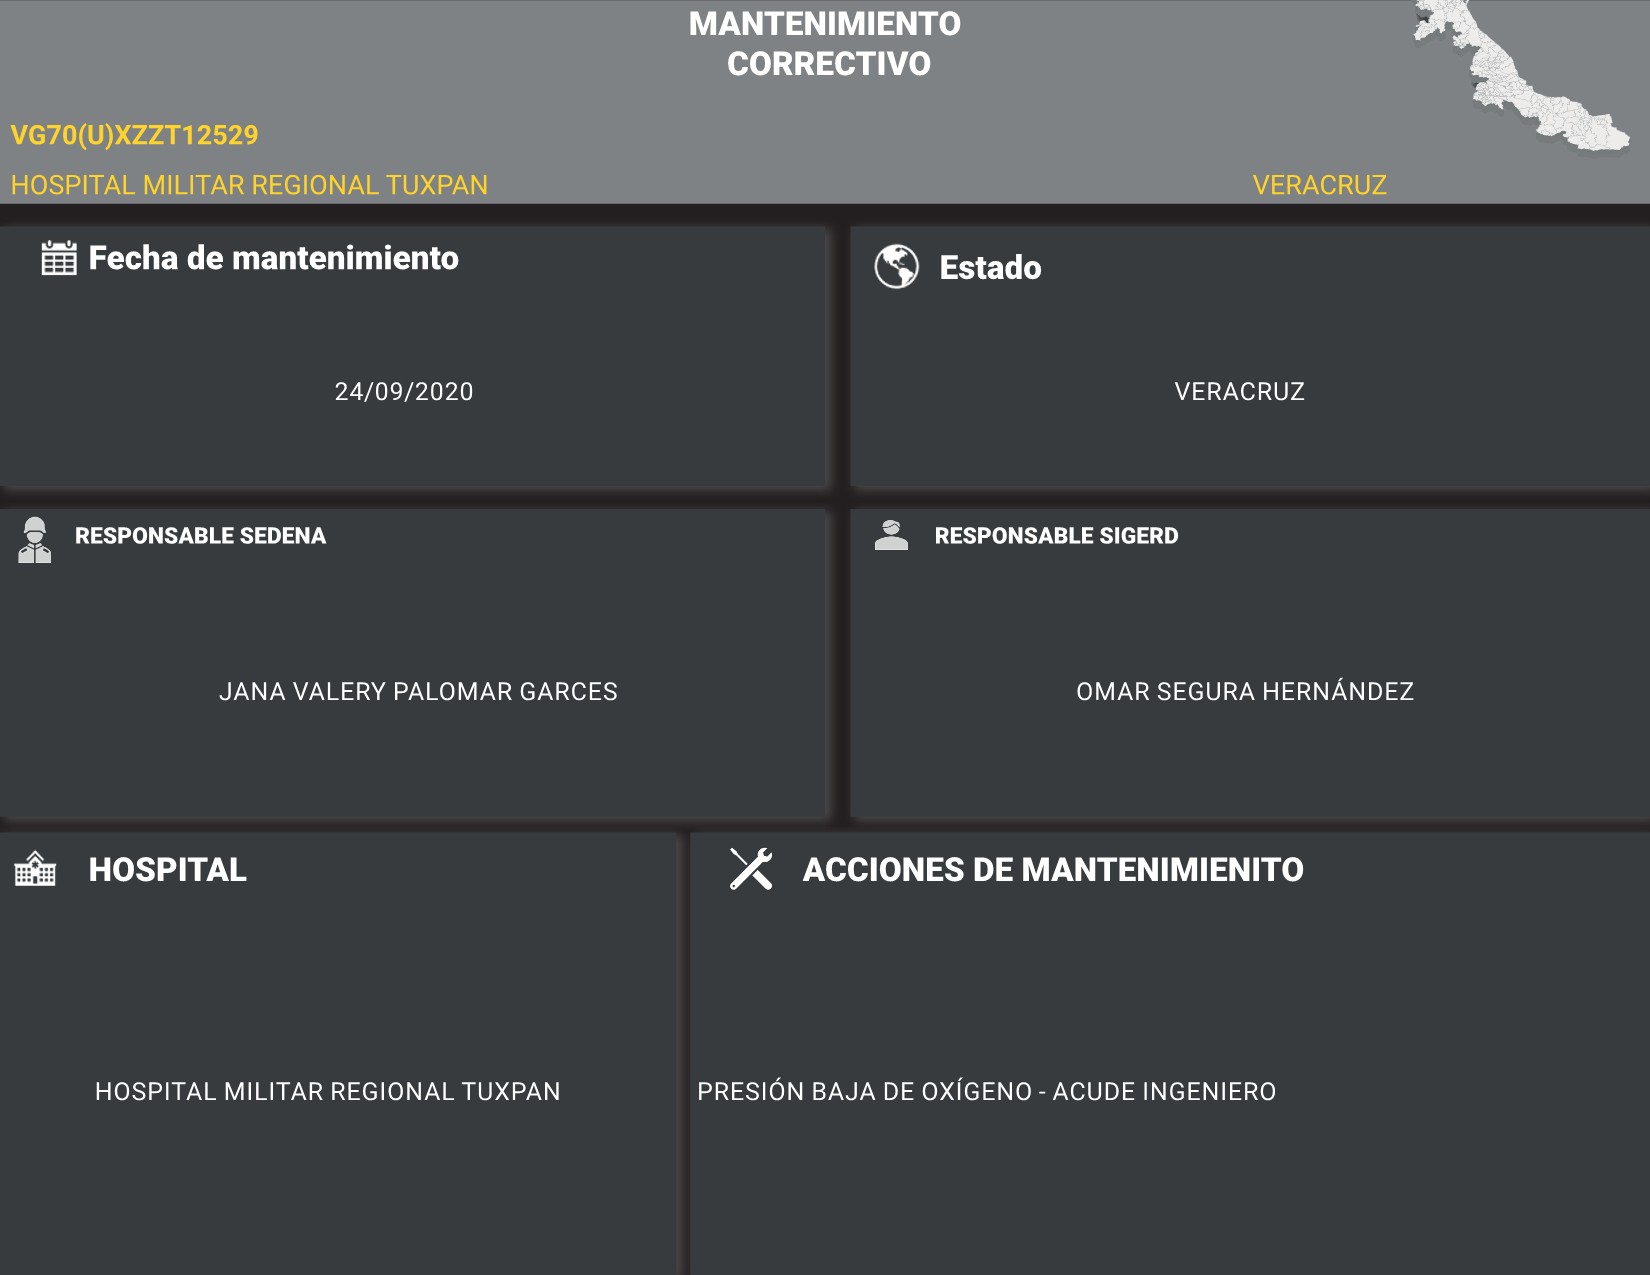 MANTENIMIENTO
CORRECTIVO
VG70(U)XZZT12529
HOSPITAL MILITAR REGIONAL TUXPAN
VERACRUZ
Fecha de mantenimiento
24/09/2020
Estado
VERACRUZ
RESPONSABLE SEDENA
JANA VALERY PALOMAR GARCES
RESPONSABLE SIGERD
OMAR SEGURA HERNÁNDEZ
HOSPITAL
HOSPITAL MILITAR REGIONAL TUXPAN
ACCIONES DE MANTENIMIENITO
PRESIÓN BAJA DE OXÍGENO - ACUDE INGENIERO